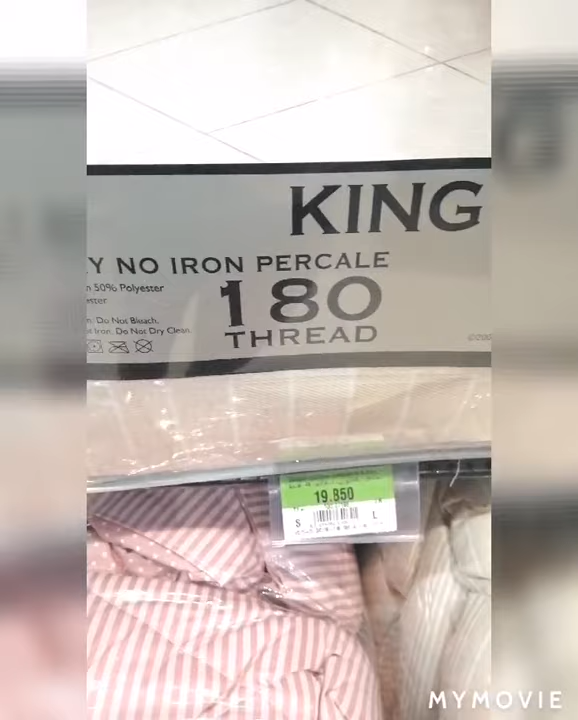 KING
Y NO IRON PERCALE
50% Polyester
180
Do Not Bleach.
Iron. Do Not Dry Clean.
THREAD
19.850
S L
MYMOVIE